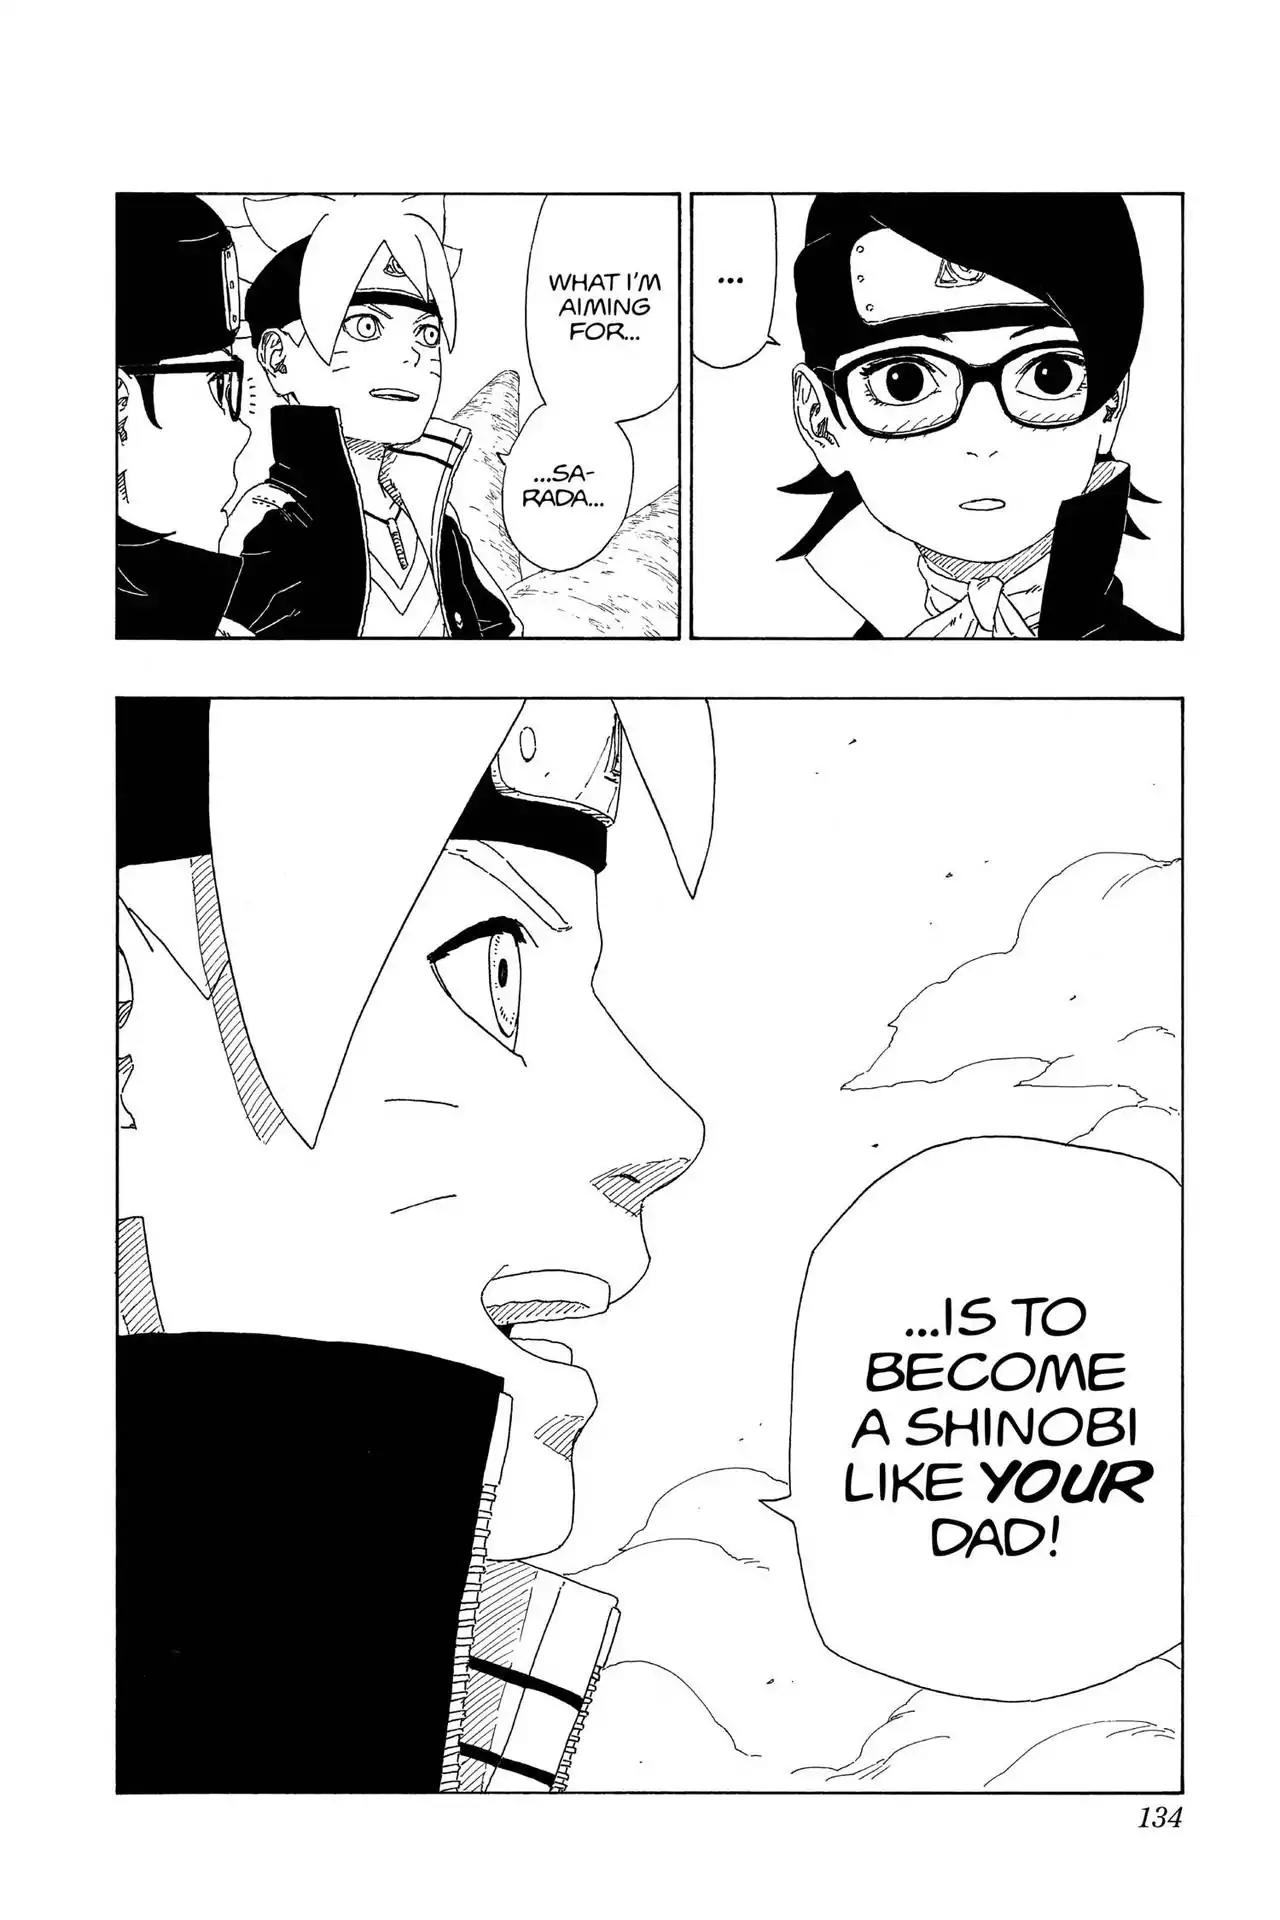 ...
WHAT I'M
AIMING
FOR...
...SA-
RADA...
...IS TO
BECOME
A SHINOBI
LIKE YOUR
DAD!
134